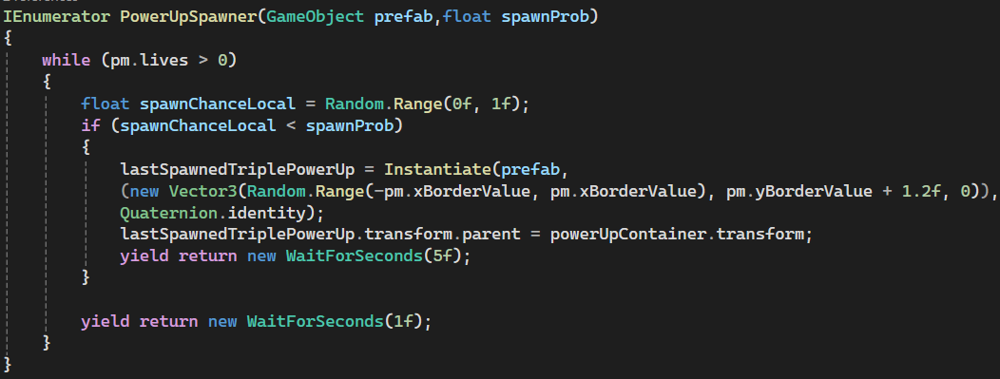 IEnumerator PowerUpSpawner(GameObject prefab,float spawnProb)
{
while (pm.lives > 0)
{
float spawnChanceLocal = Random.Range(0f, 1f);
if (spawnChanceLocal < spawnProb)
{
lastSpawnedTriplePowerUp = Instantiate(prefab,
(new Vector3(Random.Range(-pm.xBorderValue, pm.xBorderValue), pm.yBorderValue + 1.2f, 0)),
Quaternion.identity);
lastSpawnedTriplePowerUp.transform.parent = powerUpContainer.transform;
yield return new WaitForSeconds(5f);
}
yield return new WaitForSeconds(1f);
}
}